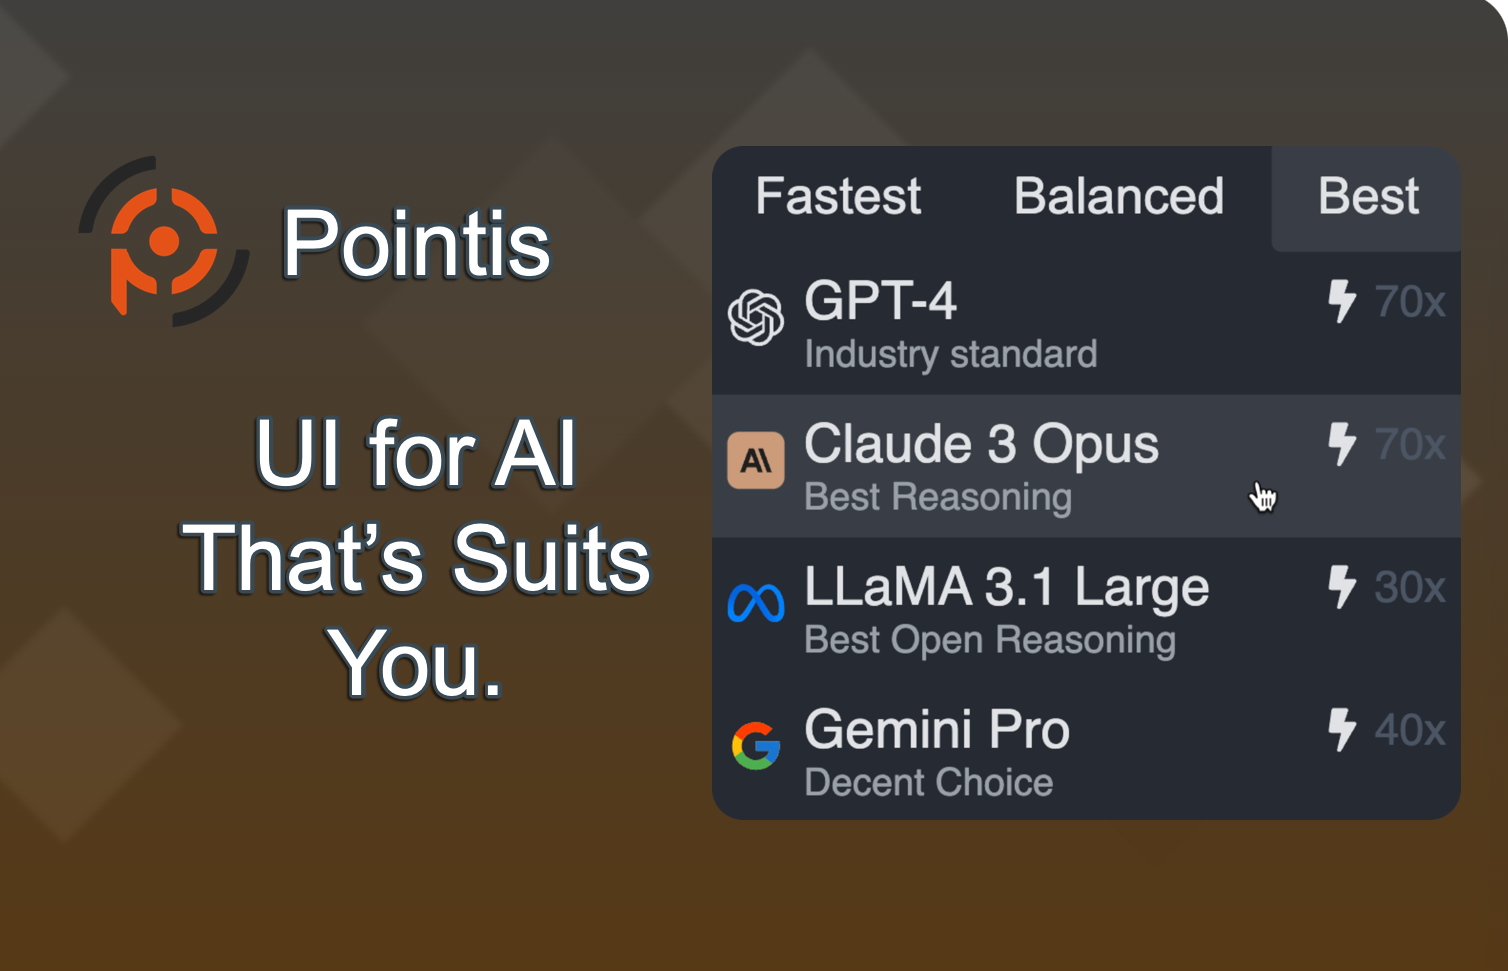 Pointis
UI for AI
That’s Suits
You.
Fastest Balanced Best
GPT-4 70x
Industry standard
Claude 3 Opus 70x
Best Reasoning
LLaMA 3.1 Large 30x
Best Open Reasoning
Gemini Pro 40x
Decent Choice